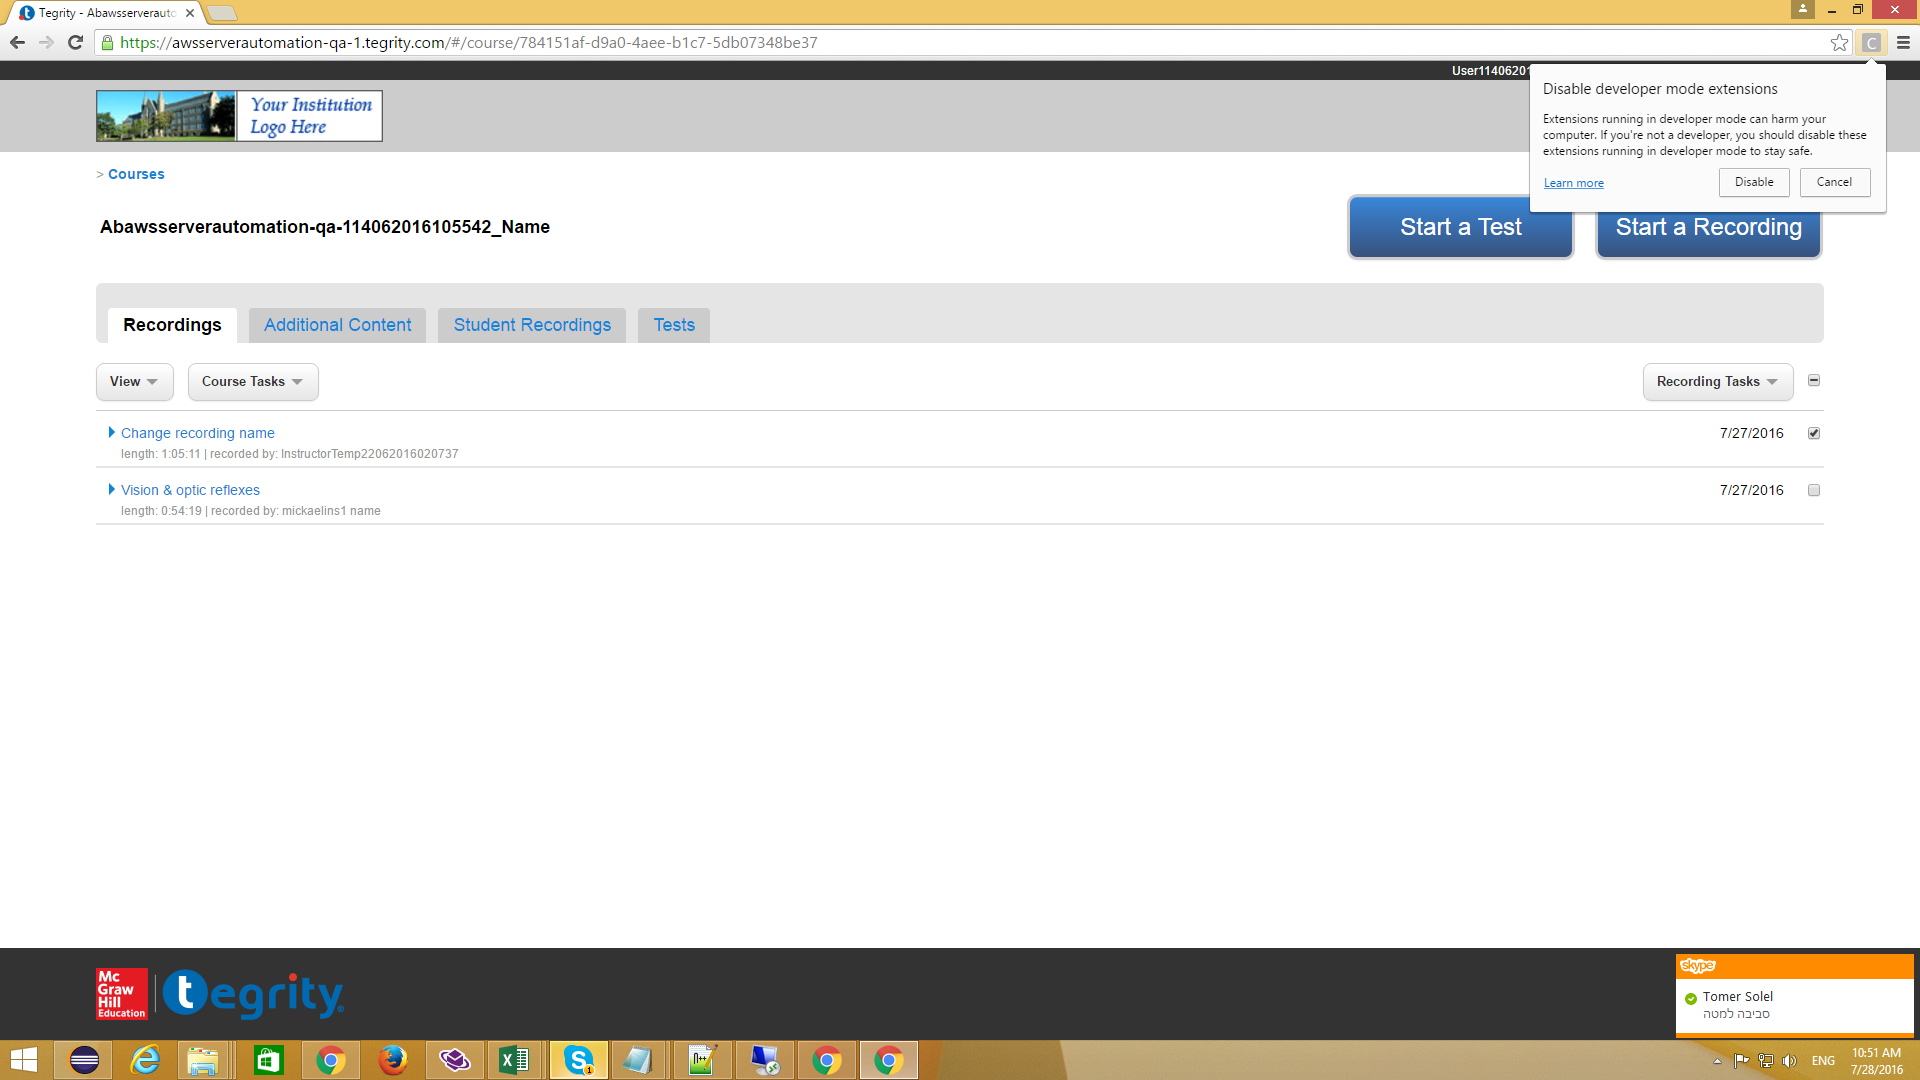 Tegrity - Abawsserverauto
https://awsserverautomation-qa-1.tegrity.com/#/course/784151af-d9a0-4aee-b1c7-5db07348be37
C
User11406201
Disable developer mode extensions
Extensions running in developer mode can harm your
computer. If you're not a developer, you should disable these
extensions running in developer mode to stay safe.
Learn more
Disable
Cancel
Your Institution
Logo Here
> Courses
Abawsserverautomation-qa-114062016105542_Name
Start a Test
Start a Recording
Recordings
Additional Content
Student Recordings
Tests
View
Course Tasks
Recording Tasks
Change recording name
7/27/2016
length: 1:05:11 | recorded by: InstructorTemp22062016020737
Vision & optic reflexes
7/27/2016
length: 0:54:19 | recorded by: mickaelins1 name
Mc
Graw
Hill
Education
tegrity
skype
Tomer Solel
סביבה למטה
ENG
10:51 AM
7/28/2016